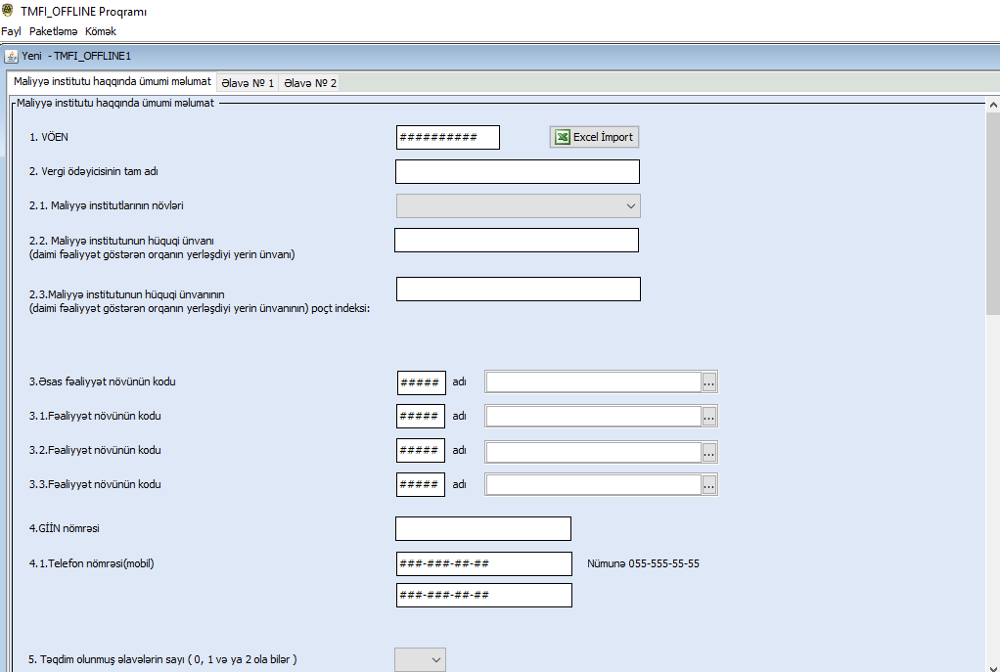 TMFI_OFFLINE Proqramı
Fayl Paketləmə Kömək
Yeni - TMFI_OFFLINE1
Maliyyə institutu haqqında ümumi məlumat Əlavə № 1 Əlavə № 2
Maliyyə institutu haqqında ümumi məlumat
1. VÖEN ########## Excel İmport
2. Vergi ödəyicisinin tam adı
2.1. Maliyyə institutlarının növləri
2.2. Maliyyə institutunun hüquqi ünvanı
(daimi fəaliyyət göstərən orqanın yerləşdiyi yerin ünvanı)
2.3.Maliyyə institutunun hüquqi ünvanının
(daimi fəaliyyət göstərən orqanın yerləşdiyi yerin ünvanının) poçt indeksi:
3.Əsas fəaliyyət növünün kodu ##### adı ...
3.1.Fəaliyyət növünün kodu ##### adı ...
3.2.Fəaliyyət növünün kodu ##### adı ...
3.3.Fəaliyyət növünün kodu ##### adı ...
4.GİİN nömrəsi
4.1.Telefon nömrəsi(mobil) ###-###-##-## Nümunə 055-555-55-55
###-###-##-##
5. Təqdim olunmuş əlavələrin sayı ( 0, 1 və ya 2 ola bilər )